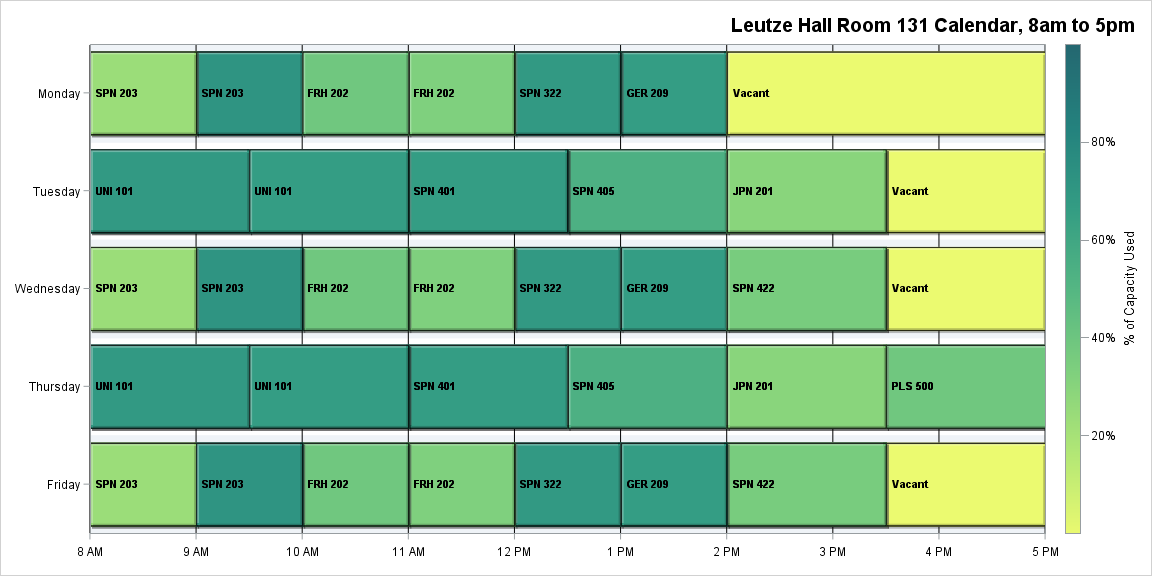 Leutze Hall Room 131 Calendar, 8am to 5pm
Monday SPN 203 SPN 203 FRH 202 FRH 202 SPN 322 GER 209 Vacant
80%
Tuesday UNI 101 UNI 101 SPN 401 SPN 405 JPN 201 Vacant
60%
% of Capacity Used
Wednesday SPN 203 SPN 203 FRH 202 FRH 202 SPN 322 GER 209 SPN 422 Vacant
40%
Thursday UNI 101 UNI 101 SPN 401 SPN 405 JPN 201 PLS 500
20%
Friday SPN 203 SPN 203 FRH 202 FRH 202 SPN 322 GER 209 SPN 422 Vacant
8 AM 9 AM 10 AM 11 AM 12 PM 1 PM 2 PM 3 PM 4 PM 5 PM